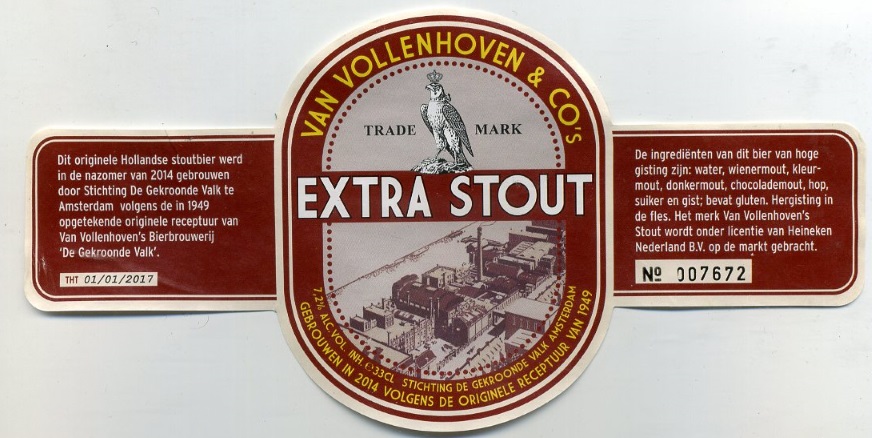 Dit originele Hollandse stoutbier werd
in de nazomer van 2014 gebrouwen
door Stichting De Gekroonde Valk te
Amsterdam volgens de in 1949
opgetekende originele receptuur van
Van Vollenhoven's Bierbrouwerij
'De Gekroonde Valk'.
THT 01/01/2017
VAN VOLLENHOVEN & CO'S
TRADE MARK
EXTRA STOUT
7,2% ALC. VOL. INH. e33CL STICHTING DE GEKROONDE VALK AMSTERDAM
GEBROUWEN IN 2014 VOLGENS DE ORIGINELE RECEPTUUR VAN 1949
De ingrediënten van dit bier van hoge
gisting zijn: water, wienermout, kleur-
mout, donkermout, chocolademout, hop,
suiker en gist; bevat gluten. Hergisting in
de fles. Het merk Van Vollenhoven's
Stout wordt onder licentie van Heineken
Nederland B.V. op de markt gebracht.
Nº 007672